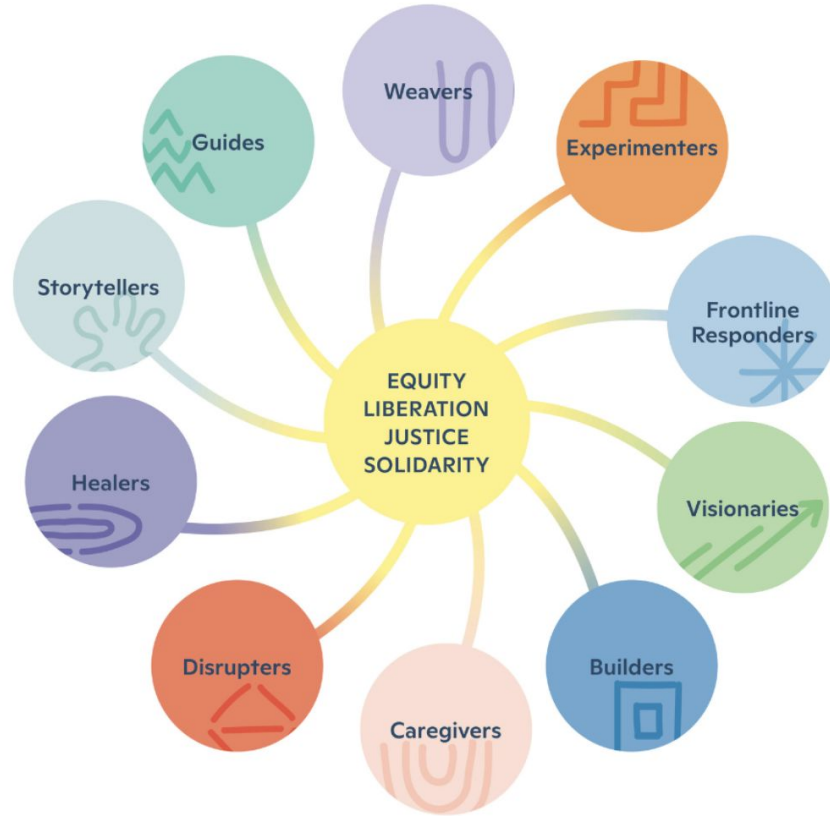 Weavers
Experimenters
Frontline
Responders
Visionaries
Builders
Caregivers
Disrupters
Healers
Storytellers
Guides
EQUITY
LIBERATION
JUSTICE
SOLIDARITY